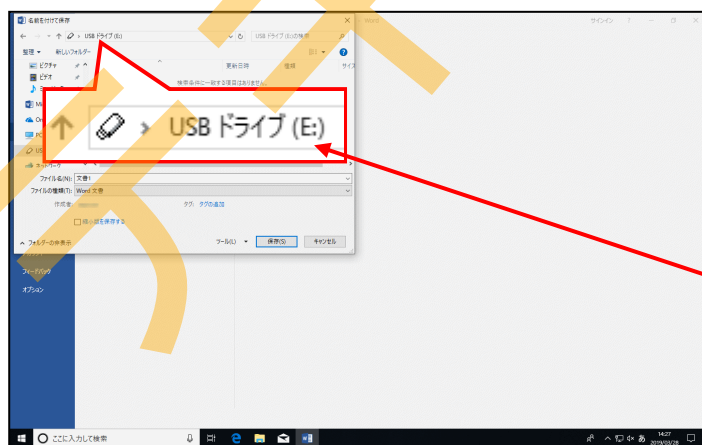 名前を付けて保存
Word
サインイン ? － □ ×
USB ドライブ (E:)
USB ドライブ (E:)の検索
整理 ▼ 新しいフォルダー
ピクチャ
更新日時 種類 サイズ
ビデオ
検索条件に一致する項目はありません。
USB ドライブ (E:)
ネットワーク
ファイル名(N): 文書1
ファイルの種類(T): Word 文書
作成者:
タグ: タグの追加
縮小版を保存する
フォルダーの非表示
ツール(L) ▼ 保存(S) キャンセル
フィードバック
オプション
ここに入力して検索
あ
14:27
2019/03/28